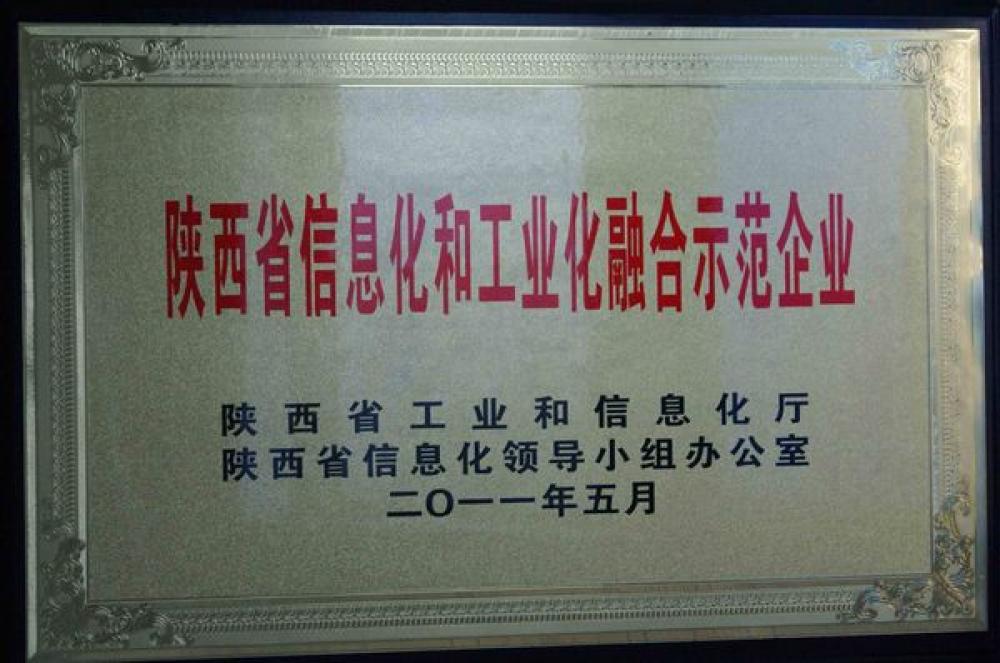 陕西省信息化和工业化融合示范企业
陕西省工业和信息化厅
陕西省信息化领导小组办公室
二〇一一年五月